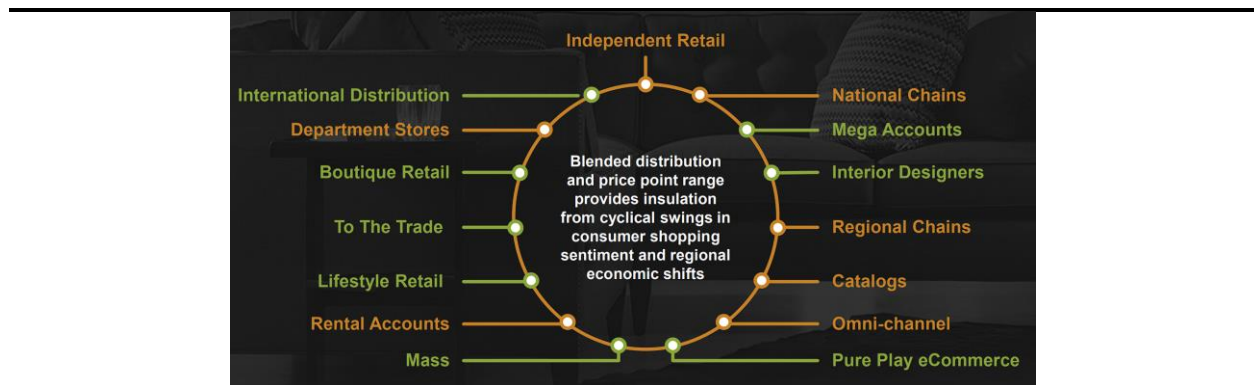 Independent Retail
International Distribution
National Chains
Department Stores
Mega Accounts
Boutique Retail
Interior Designers
To The Trade
Regional Chains
Lifestyle Retail
Catalogs
Rental Accounts
Omni-channel
Mass
Pure Play eCommerce
Blended distribution
and price point range
provides insulation
from cyclical swings in
consumer shopping
sentiment and regional
economic shifts